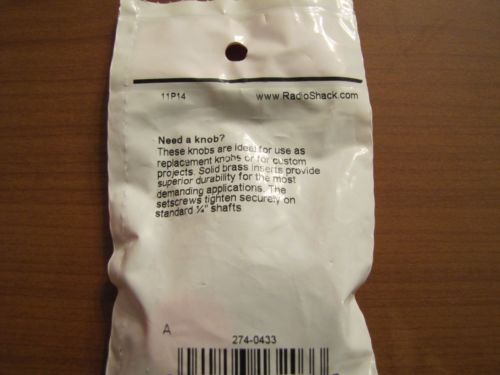 11P14 www.RadioShack.com
Need a knob?
These knobs are ideal for use as
replacement knobs or for custom
projects. Solid brass inserts provide
superior durability for the most
demanding applications. The
setscrews tighten securely on
standard ¼" shafts
A
274-0433